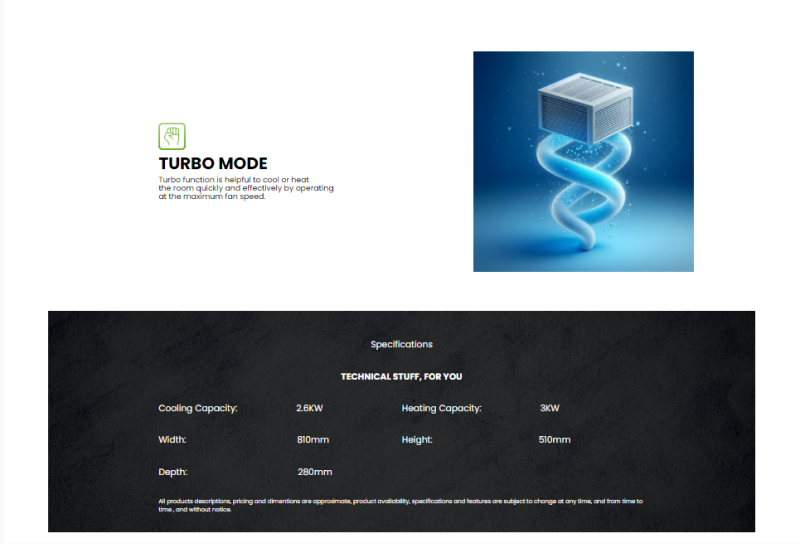 TURBO MODE
Turbo function is helpful to cool or heat
the room quickly and effectively by operating
at the maximum fan speed.
Specifications
TECHNICAL STUFF, FOR YOU
Cooling Capacity: 2.6KW Heating Capacity: 3KW
Width: 810mm Height: 510mm
Depth: 280mm
All products descriptions, pricing and dimentions are approximate, product availability, specifications and features are subject to change at any time, and from time to
time , and without notice.